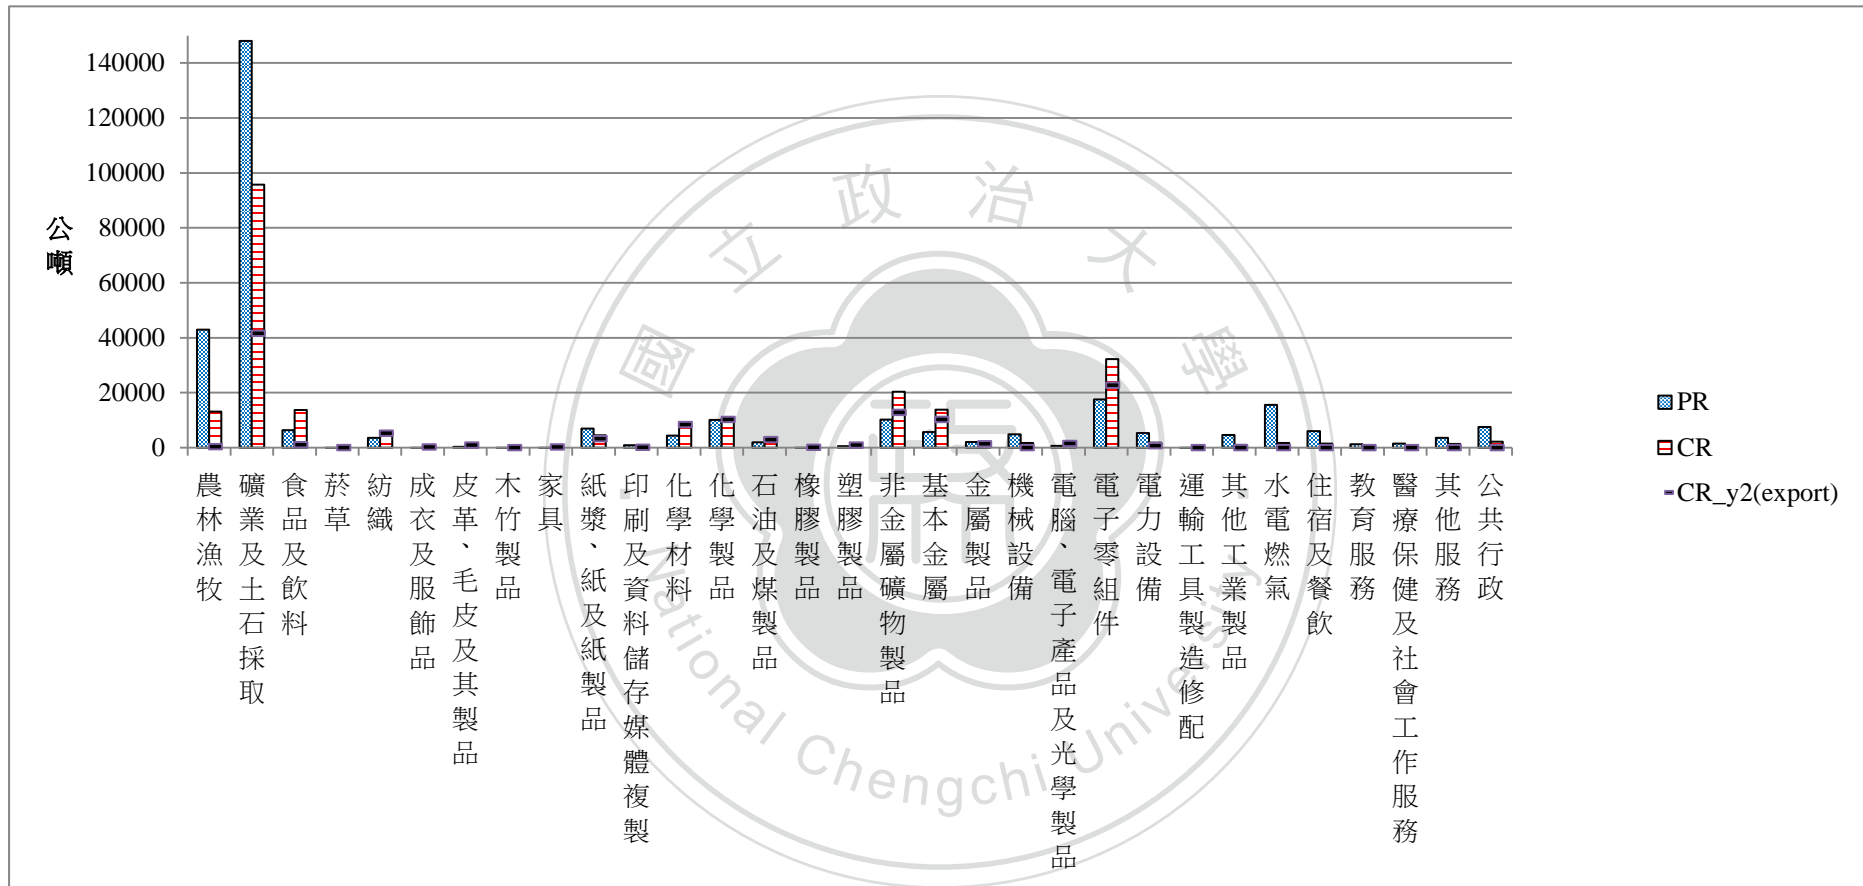 140000
120000
100000
80000
60000
40000
20000
0
公噸
農林漁牧
礦業及土石採取
食品及飲料
菸草
紡織
成衣及服飾品
皮革、毛皮及其製品
木竹製品
家具
紙漿、紙及紙製品
印刷及資料儲存媒體複製
化學材料
化學製品
石油及煤製品
橡膠製品
塑膠製品
非金屬礦物製品
基本金屬
金屬製品
機械設備
電腦、電子產品及光學製品
電子零組件
電力設備
運輸工具製造修配
其他工業製品
水電燃氣
住宿及餐飲
教育服務
醫療保健及社會工作服務
其他服務
公共行政
PR
CR
CR_y2(export)
國立政治大學
National Chengchi University